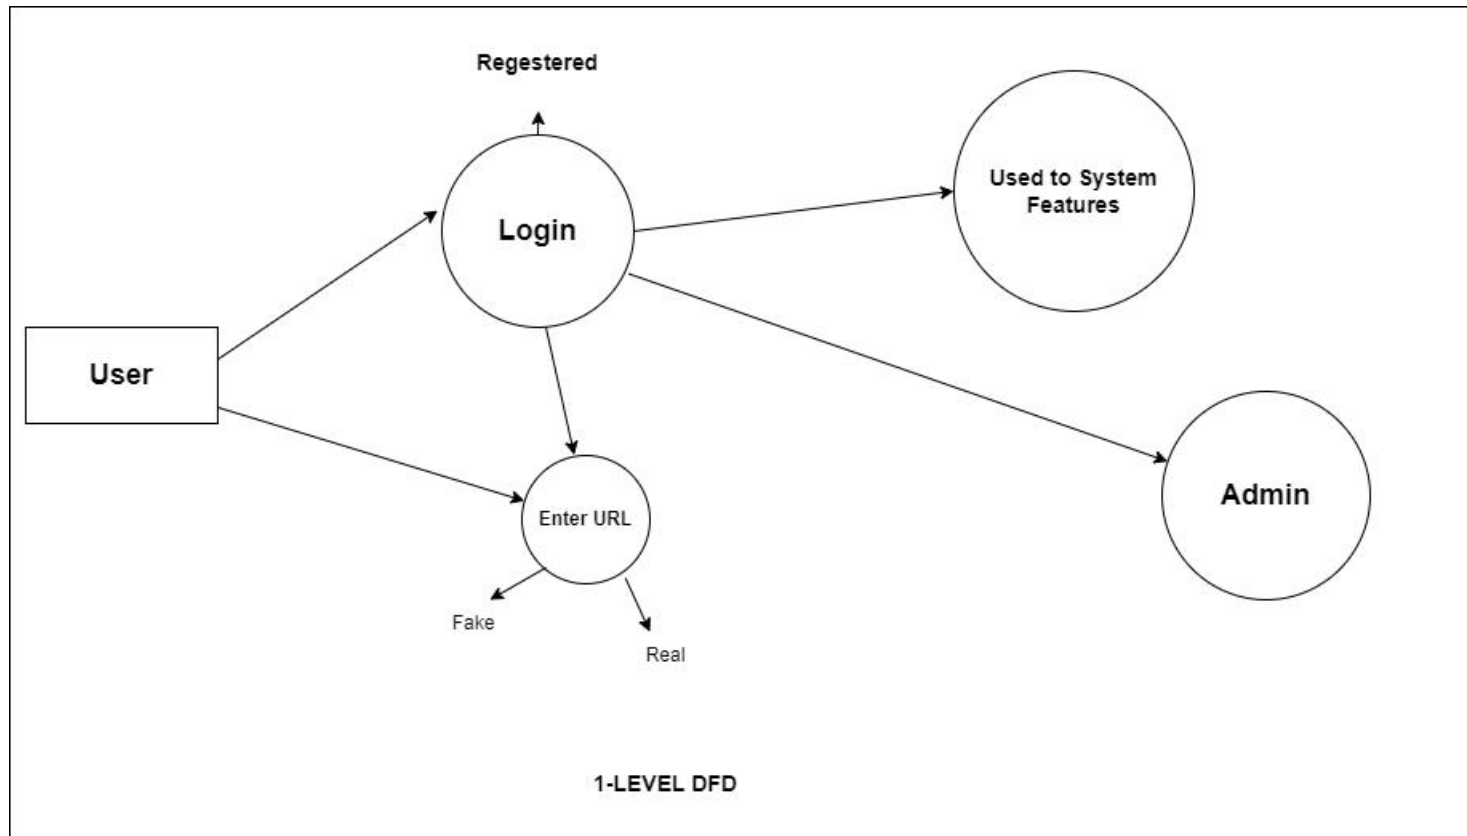 Regestered
Used to System
Features
Login
User
Admin
Enter URL
Fake
Real
1-LEVEL DFD